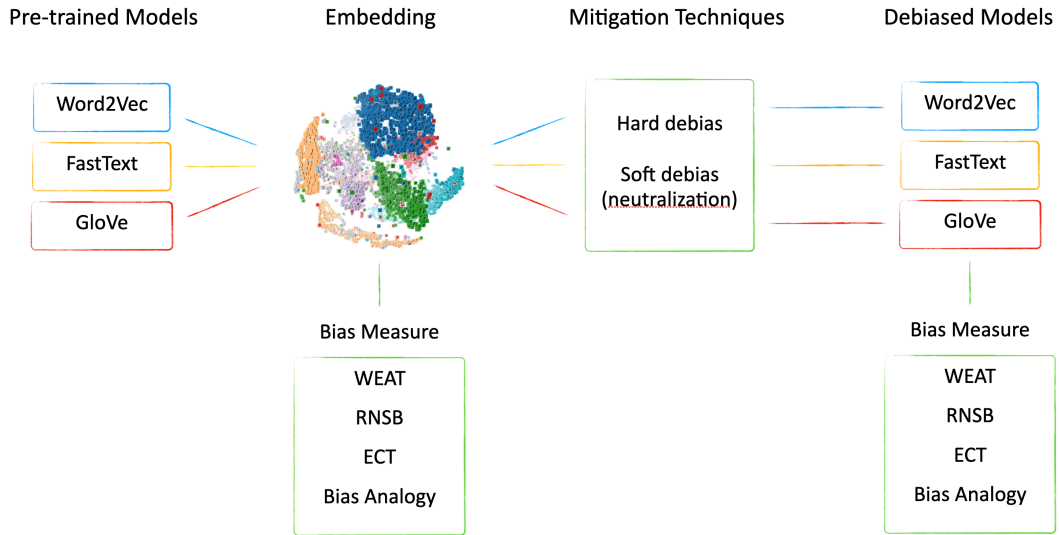 Pre-trained Models
Embedding
Mitigation Techniques
Debiased Models
Word2Vec
FastText
GloVe
Hard debias
Soft debias
(neutralization)
Word2Vec
FastText
GloVe
Bias Measure
WEAT
RNSB
ECT
Bias Analogy
Bias Measure
WEAT
RNSB
ECT
Bias Analogy